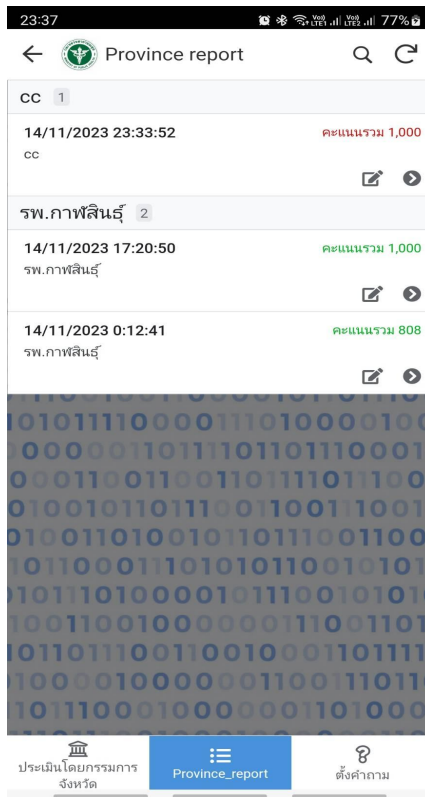 23:37
Vo) LTE1 Vo) LTE2 77%
Province report
cc 1
14/11/2023 23:33:52 คะแนนรวม 1,000
cc
รพ.กาฬสินธุ์ 2
14/11/2023 17:20:50 คะแนนรวม 1,000
รพ.กาฬสินธุ์
14/11/2023 0:12:41 คะแนนรวม 808
รพ.กาฬสินธุ์
ประเมินโดยกรรมการ
จังหวัด
Province_report
ตั้งคำถาม